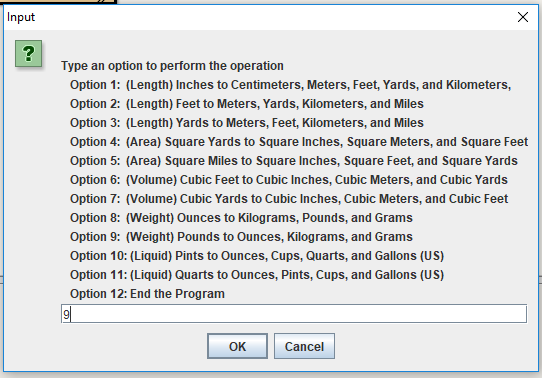 Input
?
Type an option to perform the operation
Option 1: (Length) Inches to Centimeters, Meters, Feet, Yards, and Kilometers,
Option 2: (Length) Feet to Meters, Yards, Kilometers, and Miles
Option 3: (Length) Yards to Meters, Feet, Kilometers, and Miles
Option 4: (Area) Square Yards to Square Inches, Square Meters, and Square Feet
Option 5: (Area) Square Miles to Square Inches, Square Feet, and Square Yards
Option 6: (Volume) Cubic Feet to Cubic Inches, Cubic Meters, and Cubic Yards
Option 7: (Volume) Cubic Yards to Cubic Inches, Cubic Meters, and Cubic Feet
Option 8: (Weight) Ounces to Kilograms, Pounds, and Grams
Option 9: (Weight) Pounds to Ounces, Kilograms, and Grams
Option 10: (Liquid) Pints to Ounces, Cups, Quarts, and Gallons (US)
Option 11: (Liquid) Quarts to Ounces, Pints, Cups, and Gallons (US)
Option 12: End the Program
9
OK Cancel